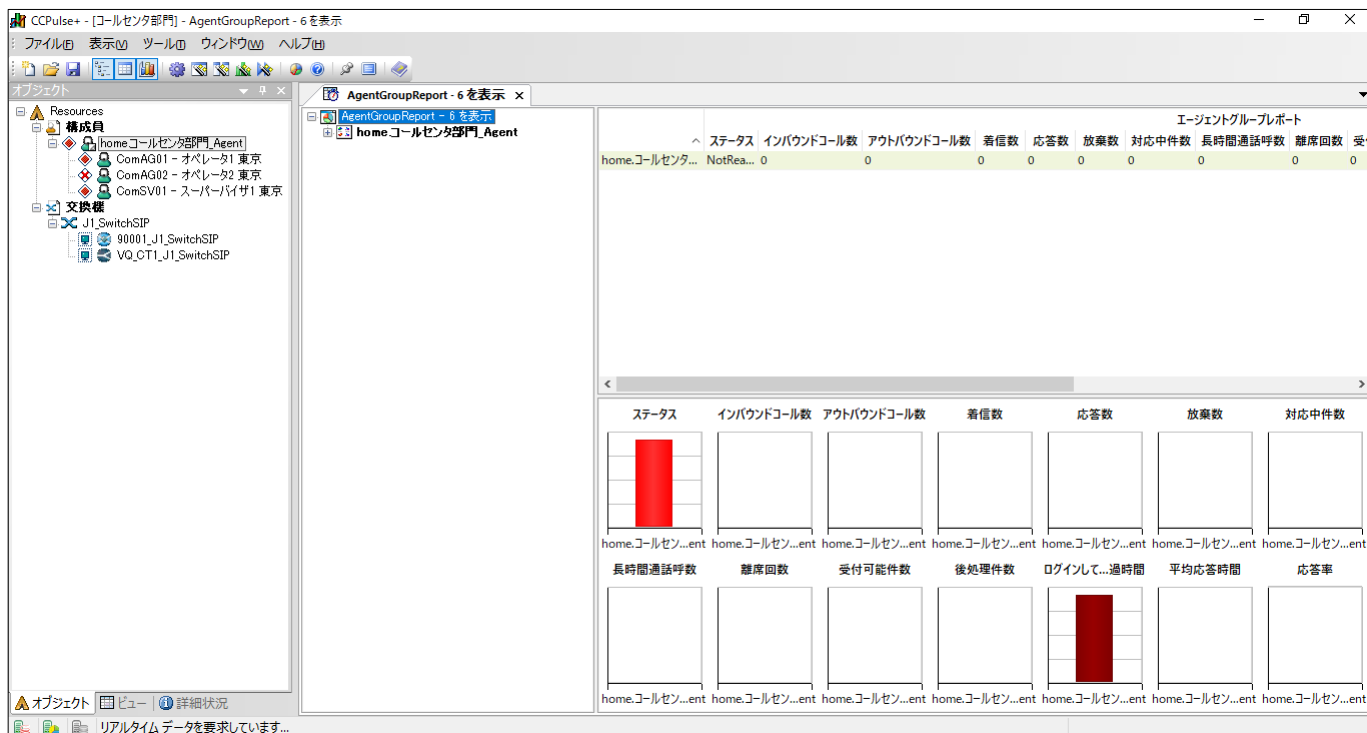 CCPulse+ - [コールセンタ部門] - AgentGroupReport - 6 を表示
ファイル(F) 表示(V) ツール(T) ウィンドウ(W) ヘルプ(H)
オブジェクト
AgentGroupReport - 6 を表示
Resources
構成員
home.コールセンタ部門_Agent
ComAG01 - オペレータ1 東京
ComAG02 - オペレータ2 東京
ComSV01 - スーパーバイザ1 東京
交換機
J1_SwitchSIP
90001_J1_SwitchSIP
VQ_CT1_J1_SwitchSIP
AgentGroupReport - 6 を表示
home.コールセンタ部門_Agent
エージェントグループレポート
ステータス インバウンドコール数 アウトバウンドコール数 着信数 応答数 放棄数 対応中件数 長時間通話呼数 離席回数
home.コールセンタ... NotRea... 0 0 0 0 0 0 0 0 0
ステータス インバウンドコール数 アウトバウンドコール数 着信数 応答数 放棄数 対応中件数
home.コールセン...ent home.コールセン...ent home.コールセン...ent home.コールセン...ent home.コールセン...ent home.コールセン...ent home.コールセン...ent
長時間通話呼数 離席回数 受付可能件数 後処理件数 ログインして...過時間 平均応答時間 応答率
home.コールセン...ent home.コールセン...ent home.コールセン...ent home.コールセン...ent home.コールセン...ent home.コールセン...ent home.コールセン...ent
オブジェクト ビュー 詳細状況
リアルタイム データを要求しています...